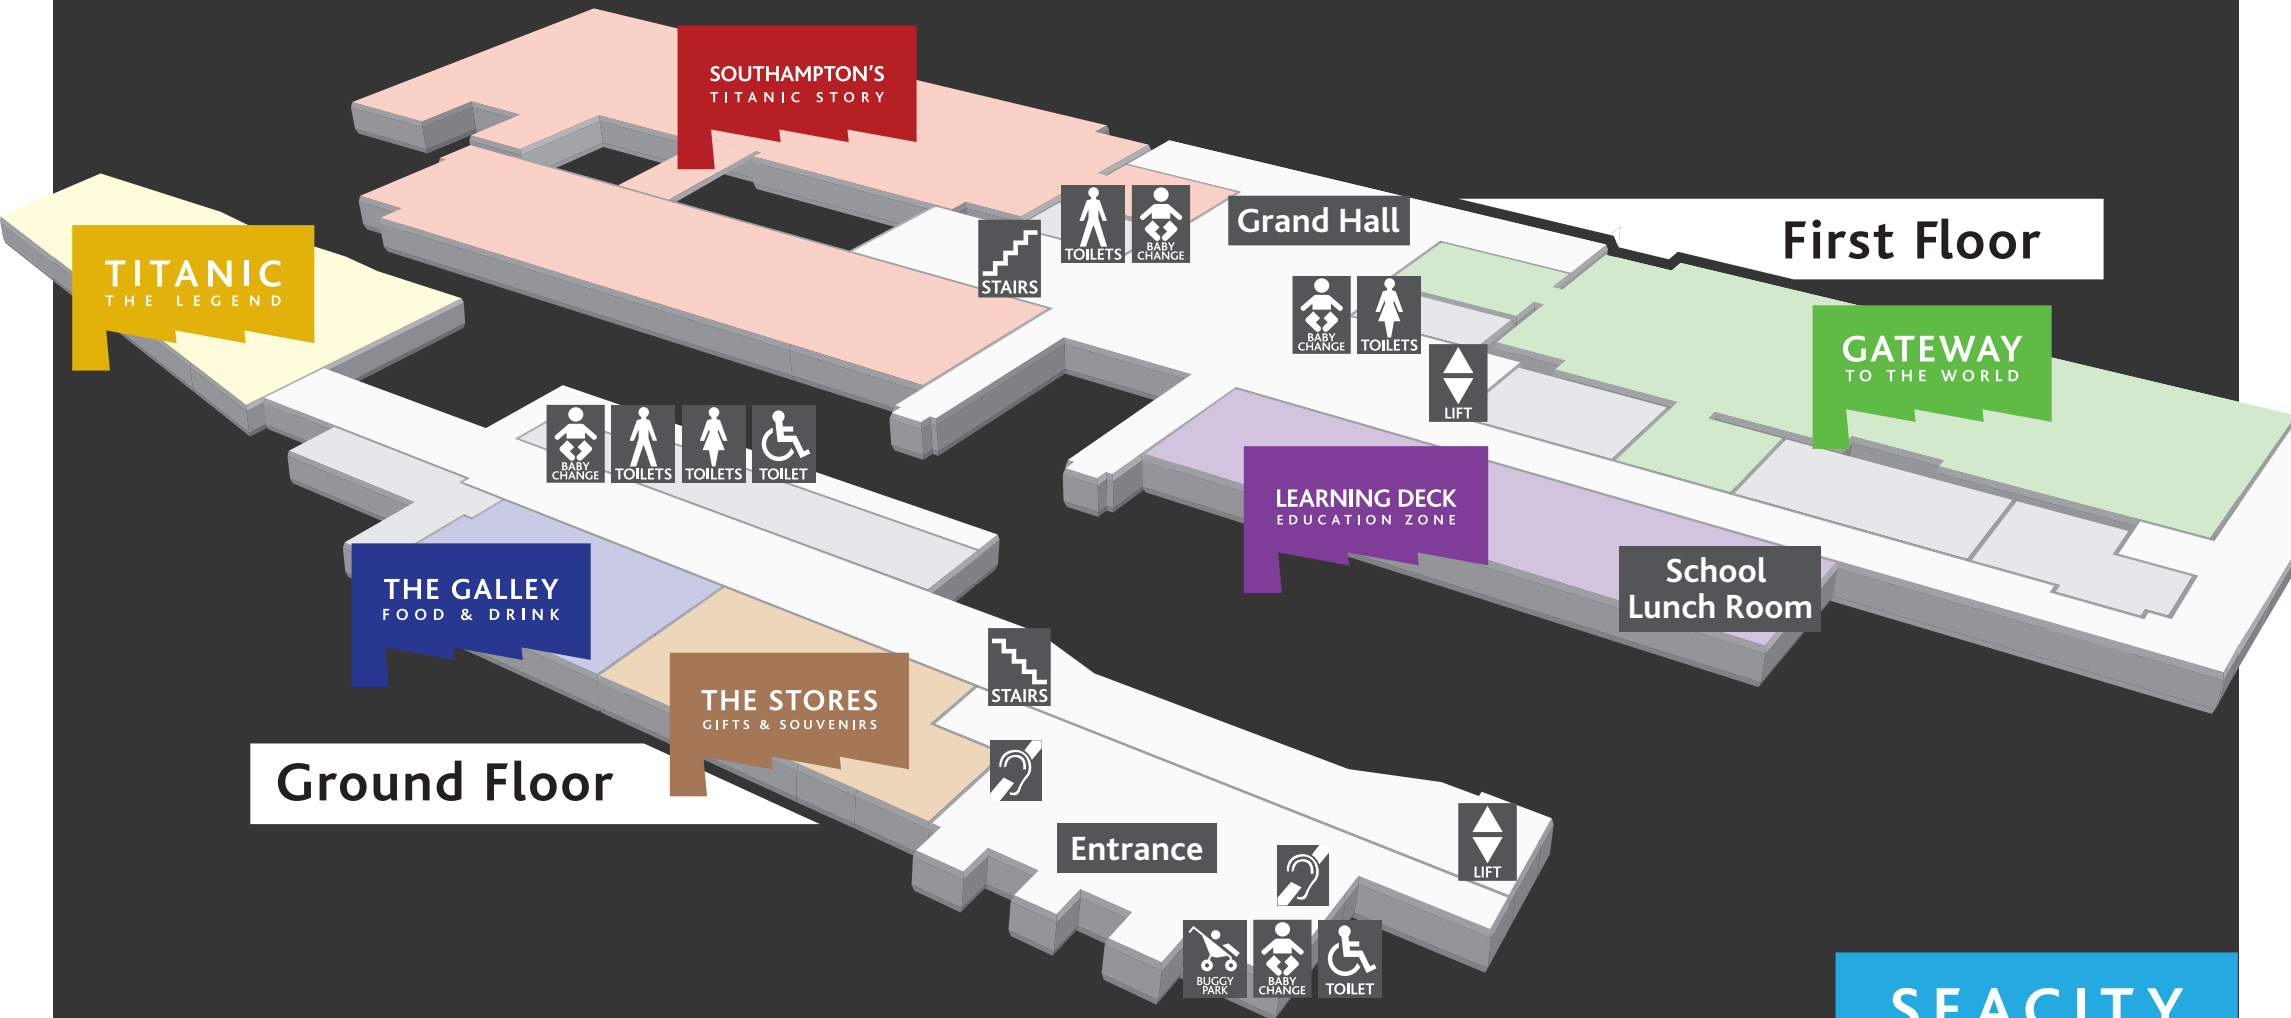 SOUTHAMPTON'S
TITANIC STORY
TOILETS
BABY
CHANGE
Grand Hall
First Floor
STAIRS
TITANIC
THE LEGEND
BABY
CHANGE
TOILETS
LIFT
GATEWAY
TO THE WORLD
BABY
CHANGE
TOILETS
TOILETS
TOILET
LEARNING DECK
EDUCATION ZONE
School
Lunch Room
THE GALLEY
FOOD & DRINK
STAIRS
THE STORES
GIFTS & SOUVENIRS
Ground Floor
Entrance
LIFT
BUGGY
PARK
BABY
CHANGE
TOILET
SEACITY